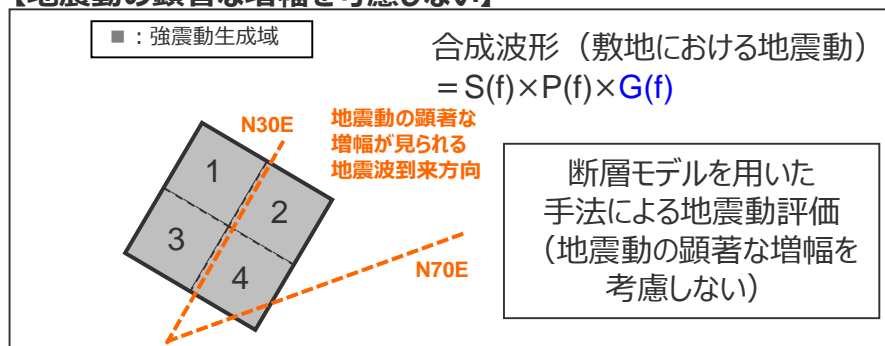 【地震動の顕著な増幅を考慮しない】
■：強震動生成域
合成波形（敷地における地震動）
＝S(f)×P(f)×G(f)
N30E
地震動の顕著な
増幅が見られる
地震波到来方向
1
2
3
4
N70E
断層モデルを用いた
手法による地震動評価
（地震動の顕著な増幅を
考慮しない）